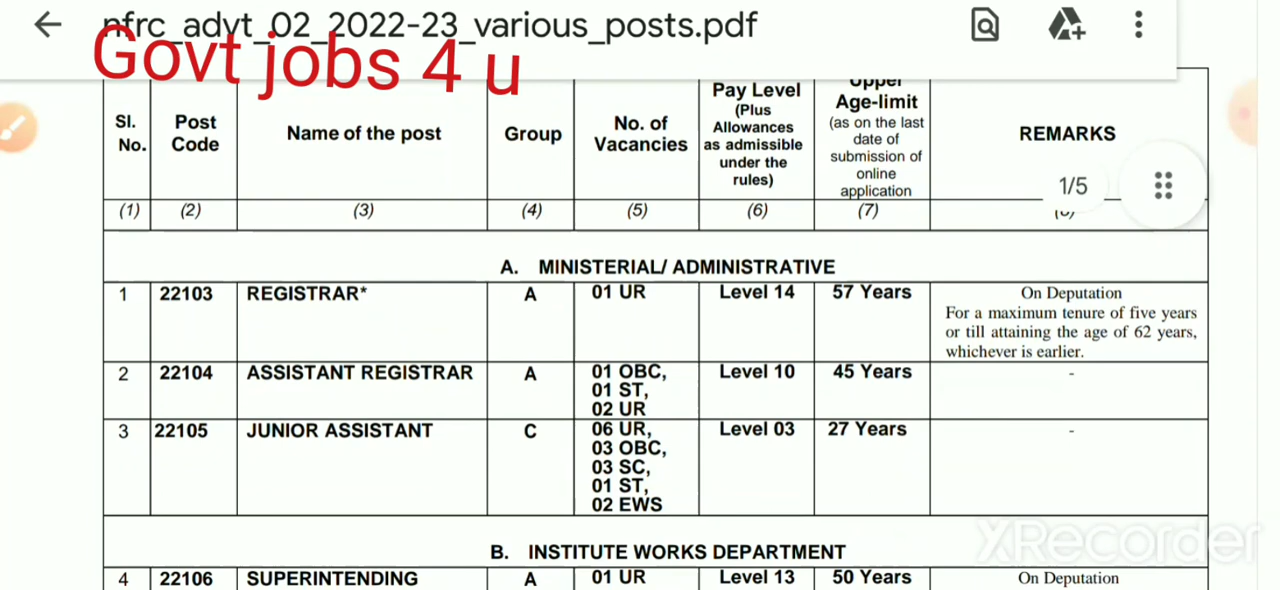 nfrc_advt_02_2022-23_various_posts.pdf
Govt jobs 4 u
Sl. No.
Post Code
Name of the post
Group
No. of Vacancies
Pay Level (Plus Allowances as admissible under the rules)
Upper Age-limit (as on the last date of submission of online application
REMARKS
1/5
(1) (2) (3) (4) (5) (6) (7)
A. MINISTERIAL/ ADMINISTRATIVE
1 22103 REGISTRAR* A 01 UR Level 14 57 Years On Deputation
For a maximum tenure of five years
or till attaining the age of 62 years,
whichever is earlier.
2 22104 ASSISTANT REGISTRAR A 01 OBC, Level 10 45 Years -
01 ST,
02 UR
3 22105 JUNIOR ASSISTANT C 06 UR, Level 03 27 Years -
03 OBC,
03 SC,
01 ST,
02 EWS
B. INSTITUTE WORKS DEPARTMENT
4 22106 SUPERINTENDING A 01 UR Level 13 50 Years On Deputation
XRecorder